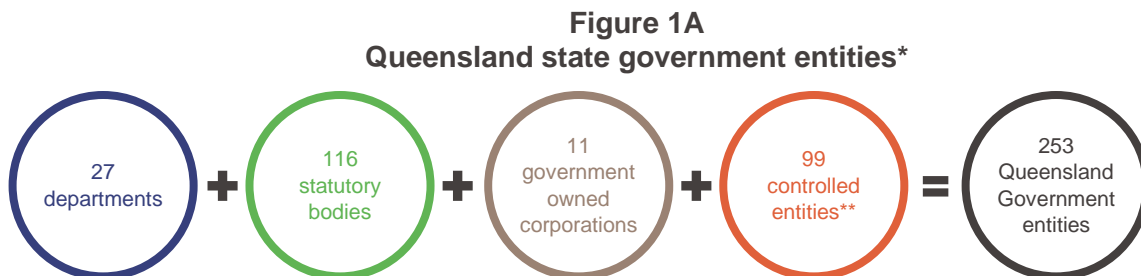 Figure 1A
Queensland state government entities*
27
departments
+
116
statutory
bodies
+
11
government
owned
corporations
+
99
controlled
entities**
=
253
Queensland
Government
entities